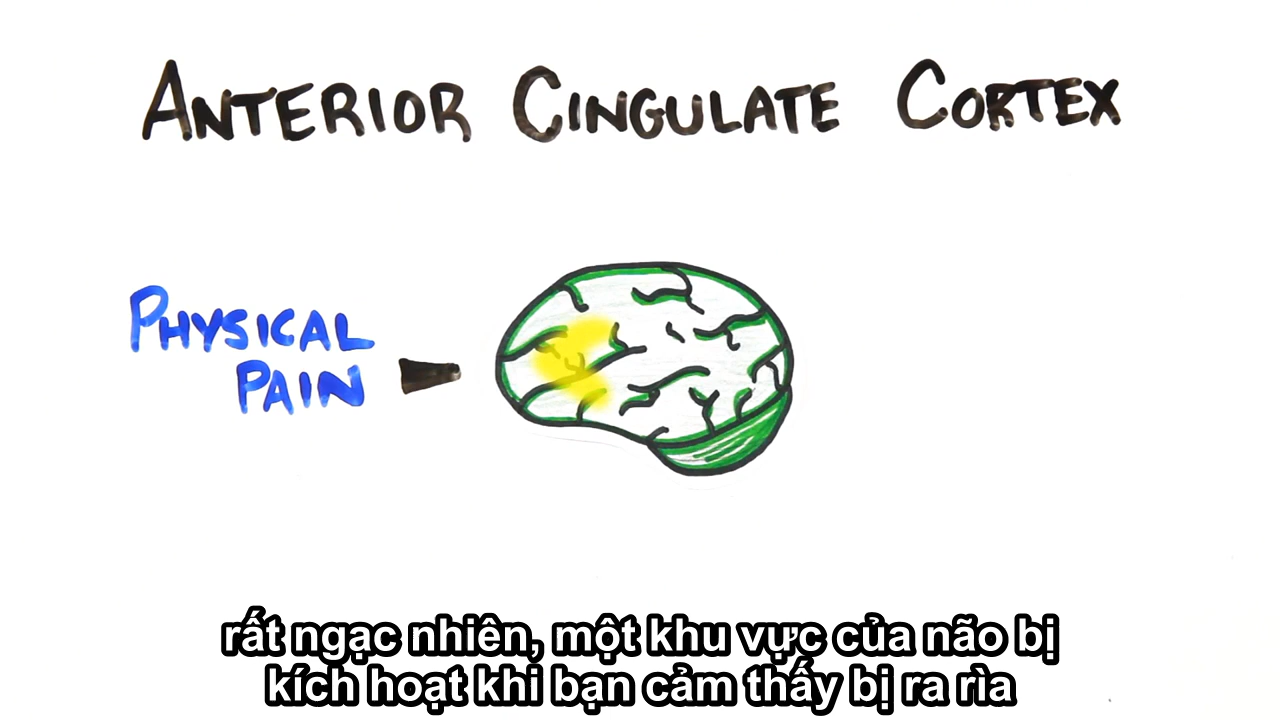 ANTERIOR CINGULATE CORTEX
PHYSICAL
PAIN
rất ngạc nhiên, một khu vực của não bị
kích hoạt khi bạn cảm thấy bị ra rìa